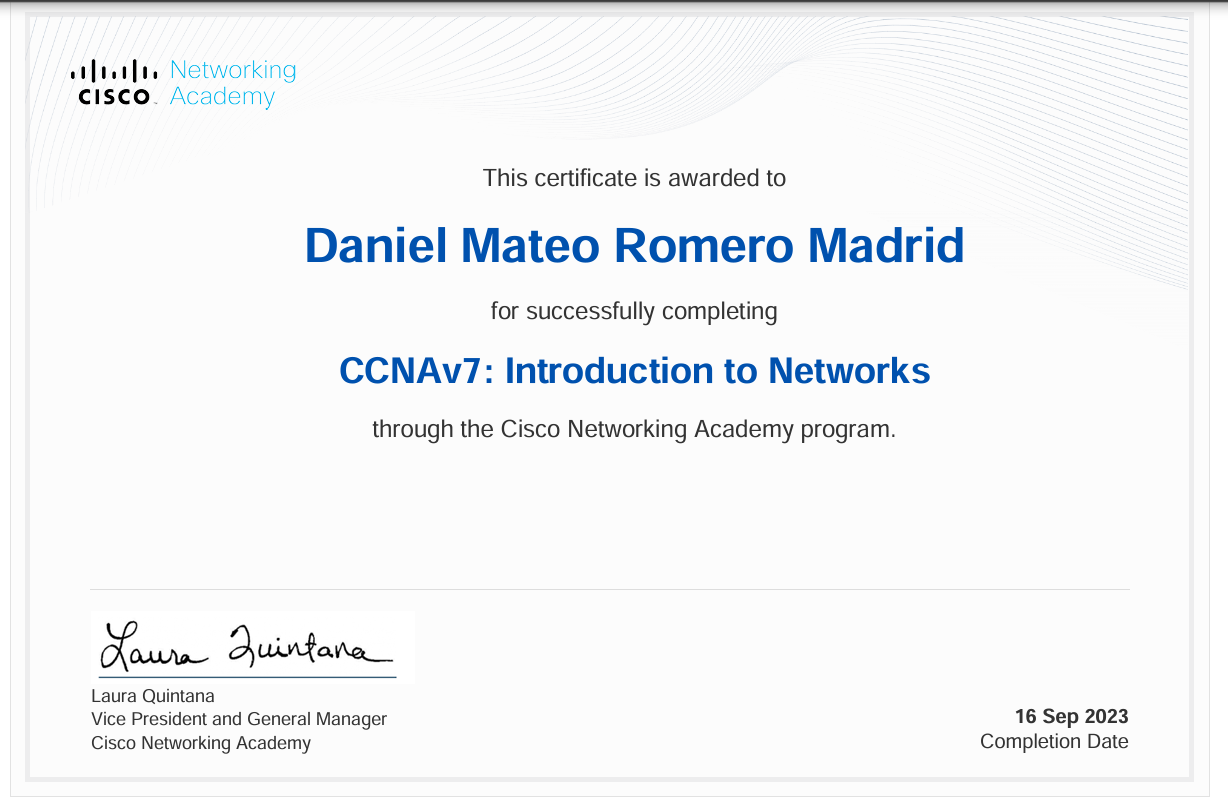 CISCO
Networking
Academy
This certificate is awarded to
Daniel Mateo Romero Madrid
for successfully completing
CCNAv7: Introduction to Networks
through the Cisco Networking Academy program.
Laura Quintana
Laura Quintana
Vice President and General Manager
Cisco Networking Academy
16 Sep 2023
Completion Date